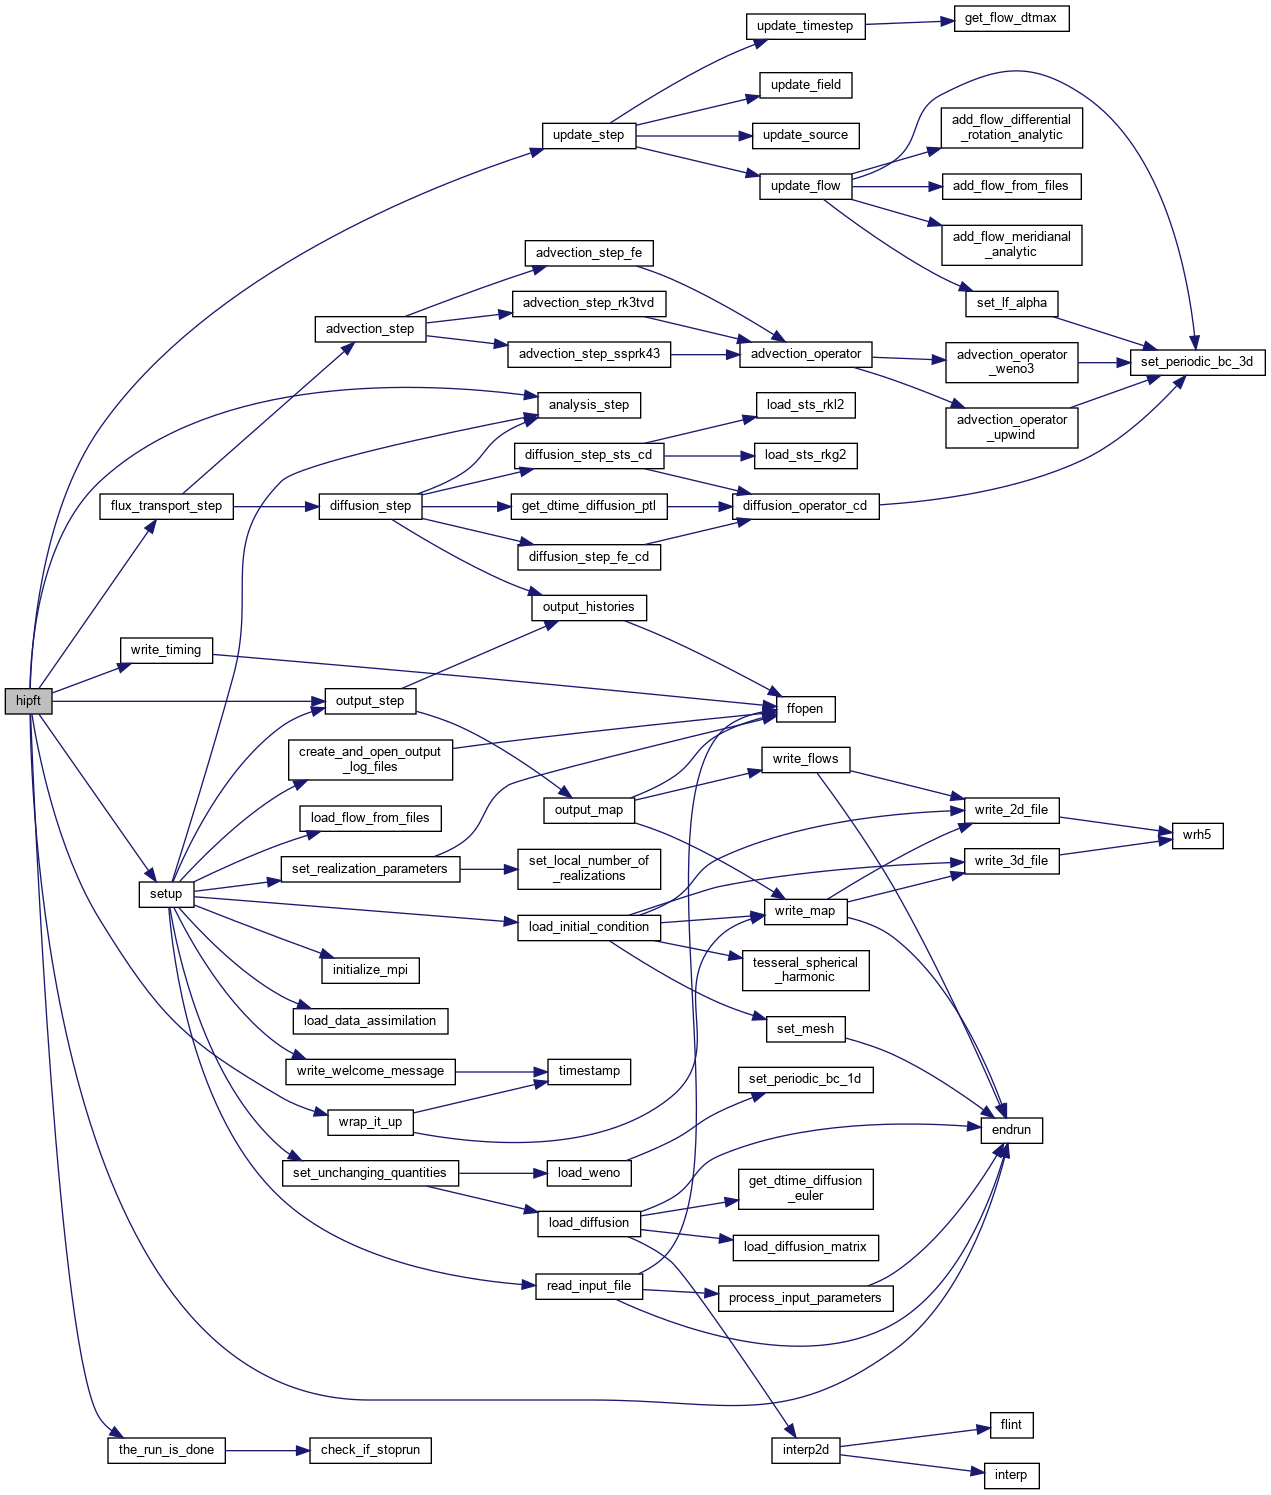 update_timestep
get_flow_dtmax
update_field
update_step
update_source
add_flow_differential
_rotation_analytic
update_flow
add_flow_from_files
add_flow_meridianal
_analytic
advection_step_fe
set_lf_alpha
advection_step
advection_step_rk3tvd
advection_step_ssprk43
advection_operator
advection_operator
_weno3
set_periodic_bc_3d
analysis_step
load_sts_rkl2
advection_operator
_upwind
diffusion_step_sts_cd
load_sts_rkg2
flux_transport_step
diffusion_step
get_dtime_diffusion_ptl
diffusion_operator_cd
diffusion_step_fe_cd
output_histories
write_timing
hipft
output_step
ffopen
create_and_open_output
_log_files
write_flows
load_flow_from_files
output_map
write_2d_file
wrh5
set_realization_parameters
set_local_number_of
_realizations
write_3d_file
setup
load_initial_condition
write_map
initialize_mpi
tesseral_spherical
_harmonic
load_data_assimilation
set_mesh
write_welcome_message
timestamp
set_periodic_bc_1d
wrap_it_up
endrun
set_unchanging_quantities
load_weno
get_dtime_diffusion
_euler
load_diffusion
load_diffusion_matrix
read_input_file
process_input_parameters
the_run_is_done
check_if_stoprun
interp2d
flint
interp